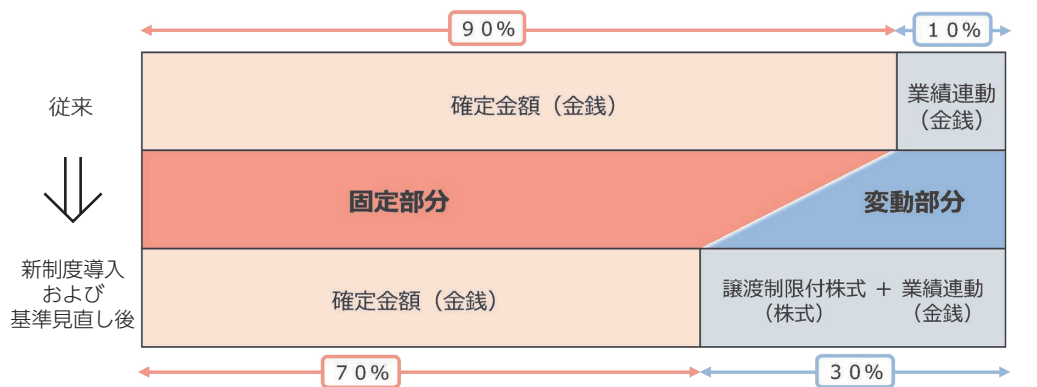 90%
10%
従来
確定金額（金銭）
業績連動
（金銭）
固定部分
変動部分
新制度導入
および
基準見直し後
確定金額（金銭）
譲渡制限付株式 ＋ 業績連動
（株式） （金銭）
70%
30%